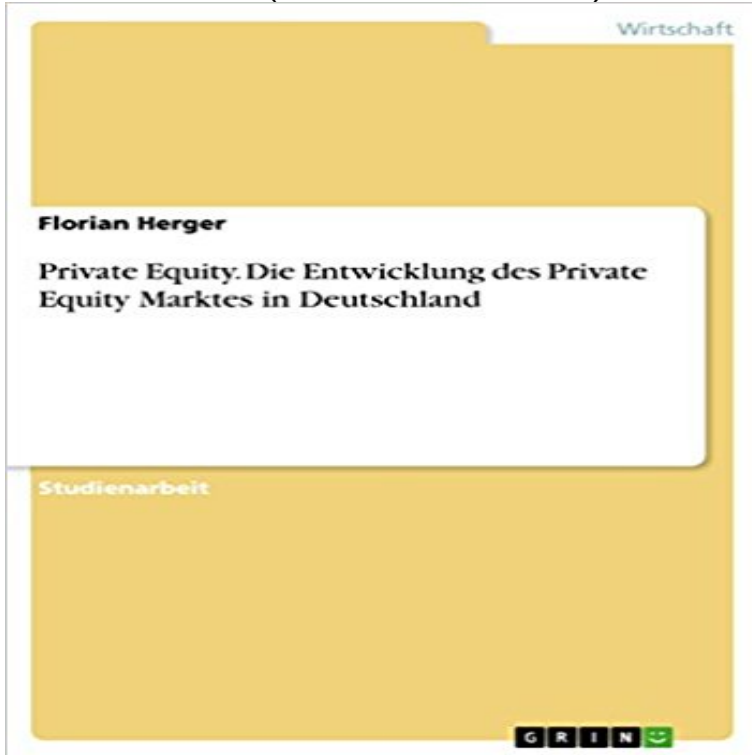 Wirtschaft
Florian Herger
Private Equity. Die Entwicklung des Private
Equity Marktes in Deutschland
Studienarbeit
GRIN